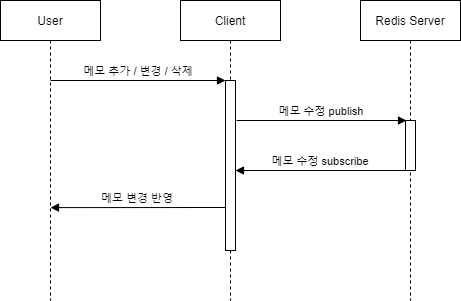 User
Client
Redis Server
메모 추가 / 변경 / 삭제
메모 수정 publish
메모 수정 subscribe
메모 변경 반영